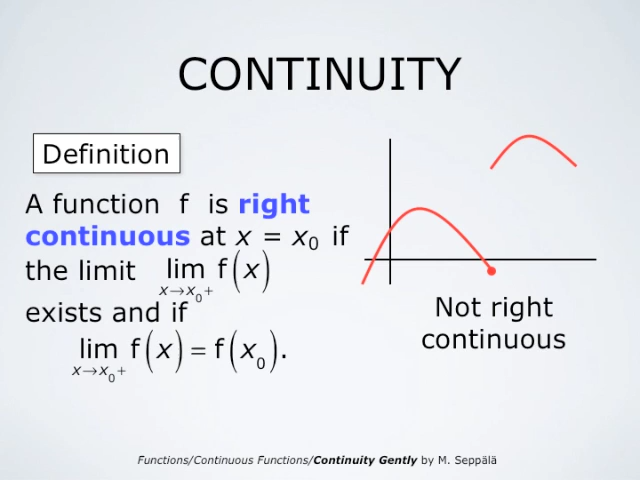 CONTINUITY
Definition
A function f is right
continuous at x = x₀ if
the limit lim f(x)
x→x₀+
exists and if
lim f(x) = f(x₀).
x→x₀+
Not right
continuous
Functions/Continuous Functions/Continuity Gently by M. Seppälä